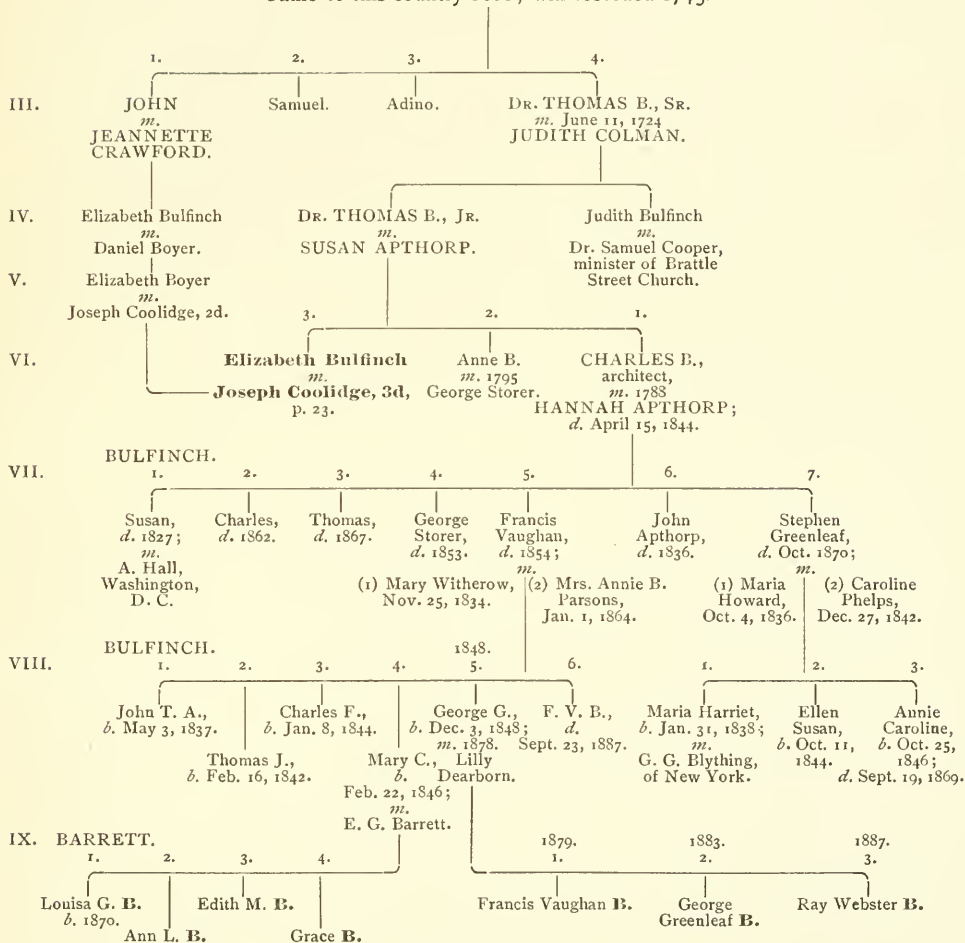 Came to this country 1681; will recorded 1743.
1. 2. 3. 4.
III. JOHN Samuel. Adino. DR. THOMAS B., SR.
m. m. June 11, 1724
JEANNETTE JUDITH COLMAN.
CRAWFORD.
IV. Elizabeth Bulfinch DR. THOMAS B., JR. Judith Bulfinch
m. m. m.
Daniel Boyer. SUSAN APTHORP. Dr. Samuel Cooper,
minister of Brattle
V. Elizabeth Boyer Street Church.
m.
Joseph Coolidge, 2d. 3. 2. 1.
VI. Elizabeth Bulfinch Anne B. CHARLES B.,
m. m. 1795 architect,
Joseph Coolidge, 3d, George Storer. m. 1788
p. 23. HANNAH APTHORP;
d. April 15, 1844.
BULFINCH.
VII. 1. 2. 3. 4. 5. 6. 7.
Susan, Charles, Thomas, George Francis John Stephen
d. 1827; d. 1862. d. 1867. Storer, Vaughan, Apthorp, Greenleaf,
m. d. 1853. d. 1854; d. 1836. d. Oct. 1870;
A. Hall, m. m.
Washington, (1) Mary Witherow, (2) Mrs. Annie B. (1) Maria (2) Caroline
D. C. Nov. 25, 1834. Parsons, Howard, Phelps,
Jan. 1, 1864. Oct. 4, 1836. Dec. 27, 1842.
BULFINCH. 1848.
VIII. 1. 2. 3. 4. 5. 6. 1. 2. 3.
John T. A., Charles F., George G., F. V. B., Maria Harriet, Ellen Annie
b. May 3, 1837. b. Jan. 8, 1844. b. Dec. 3, 1848; d. b. Jan. 31, 1838; Susan, Caroline,
m. 1878. Sept. 23, 1887. m. b. Oct. 11, b. Oct. 25,
Thomas J., Mary C., Lilly G. G. Blything, 1844. 1846;
b. Feb. 16, 1842. b. Dearborn. of New York. d. Sept. 19, 1869.
Feb. 22, 1846;
m.
E. G. Barrett.
IX. BARRETT. 1879. 1883. 1887.
1. 2. 3. 4. 1. 2. 3.
Louisa G. B. Edith M. B. Francis Vaughan B. George Ray Webster B.
b. 1870. Greenleaf B.
Ann L. B. Grace B.